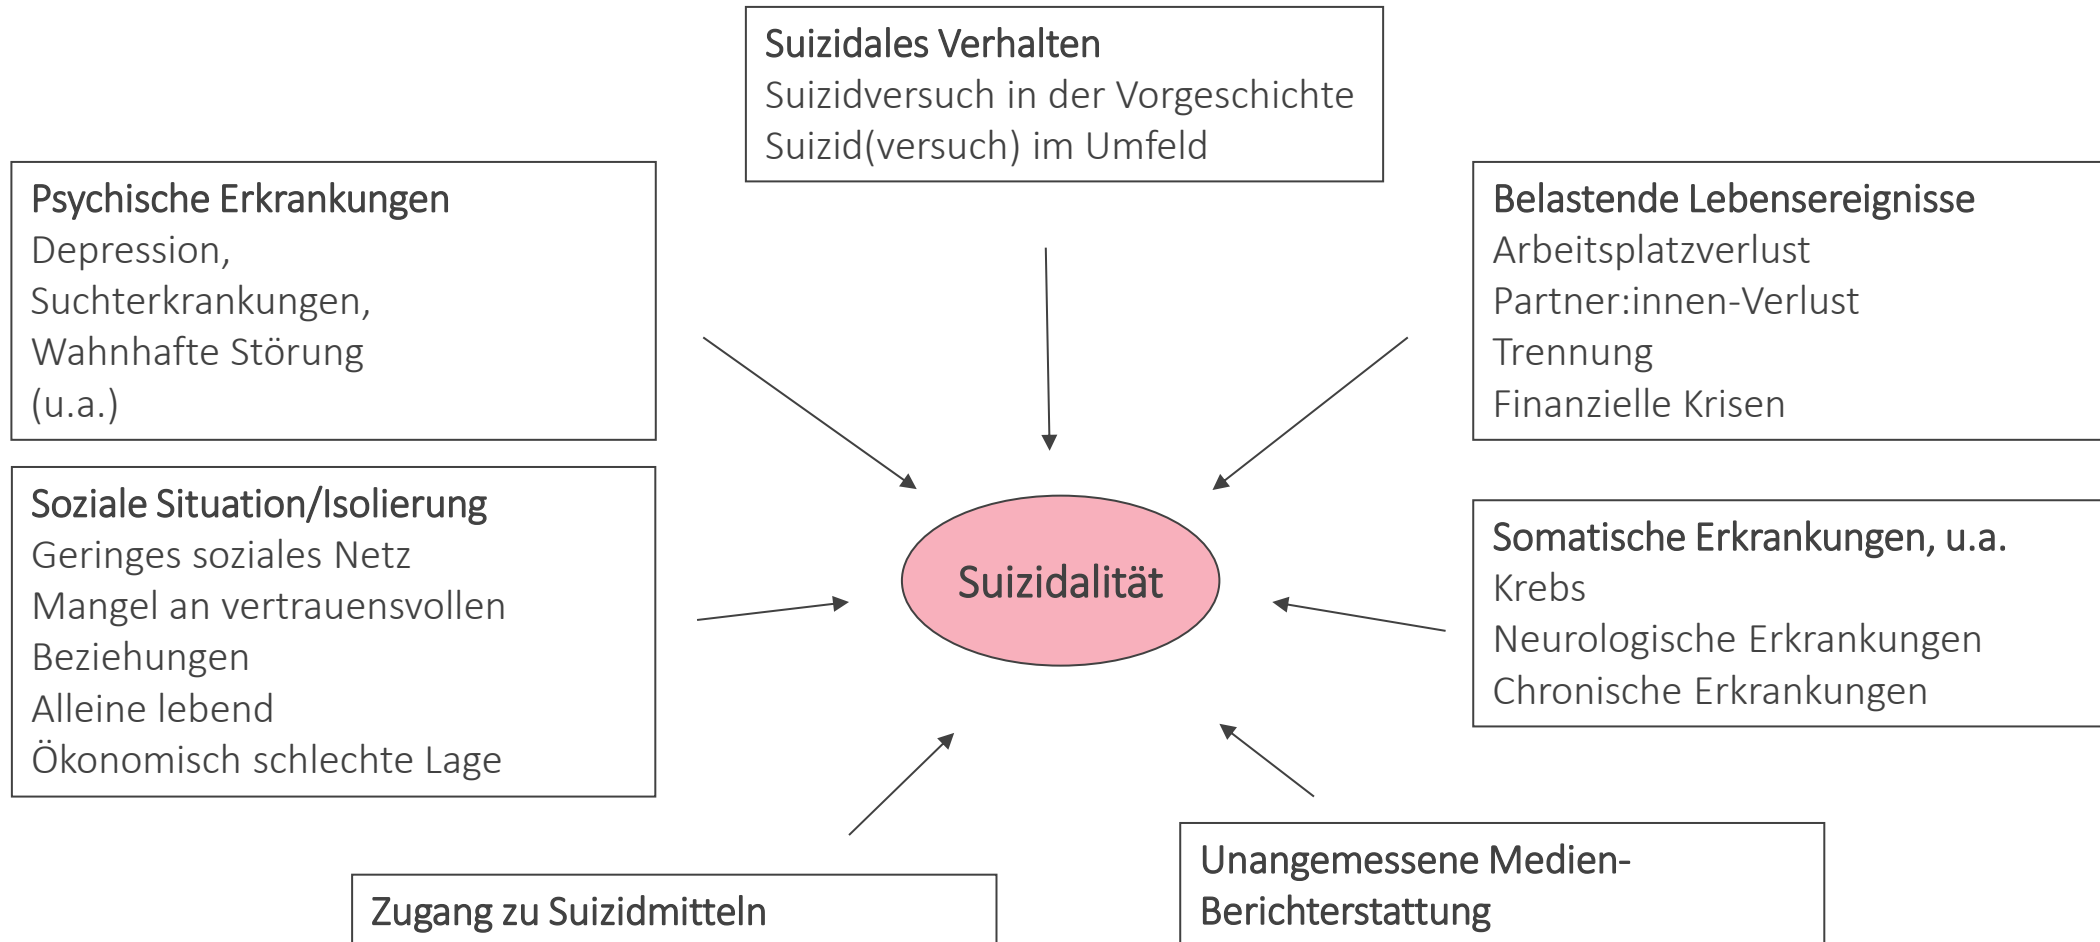 Suizidales Verhalten
Suizidversuch in der Vorgeschichte
Suizid(versuch) im Umfeld
Psychische Erkrankungen
Depression,
Suchterkrankungen,
Wahnhafte Störung
(u.a.)
Belastende Lebensereignisse
Arbeitsplatzverlust
Partner:innen-Verlust
Trennung
Finanzielle Krisen
Soziale Situation/Isolierung
Geringes soziales Netz
Mangel an vertrauensvollen
Beziehungen
Alleine lebend
Ökonomisch schlechte Lage
Suizidalität
Somatische Erkrankungen, u.a.
Krebs
Neurologische Erkrankungen
Chronische Erkrankungen
Zugang zu Suizidmitteln
Unangemessene Medien-
Berichterstattung